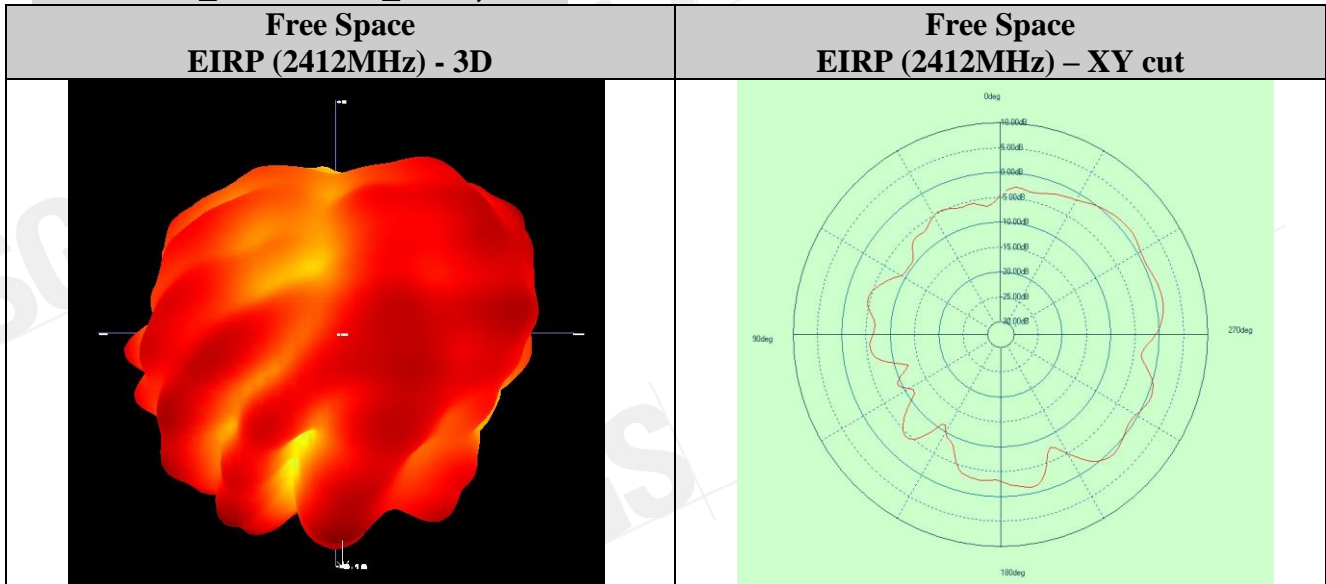 Free Space
EIRP (2412MHz) - 3D
Free Space
EIRP (2412MHz) – XY cut
0deg
10.00dB
5.00dB
0.00dB
-5.00dB
-10.00dB
-15.00dB
-20.00dB
-25.00dB
-30.00dB
90deg
270deg
180deg